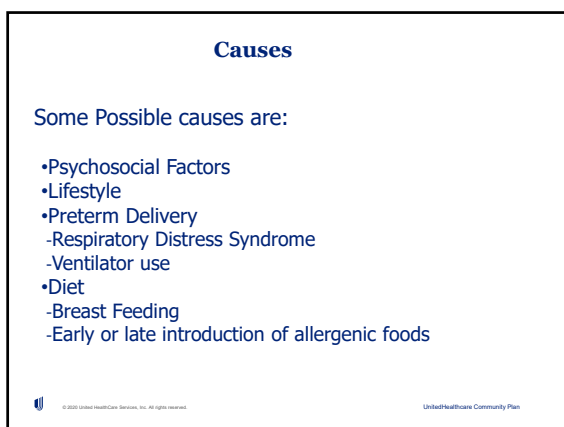 Causes
Some Possible causes are:
•Psychosocial Factors
•Lifestyle
•Preterm Delivery
-Respiratory Distress Syndrome
-Ventilator use
•Diet
-Breast Feeding
-Early or late introduction of allergenic foods
© 2020 United HealthCare Services, Inc. All rights reserved.
UnitedHealthcare Community Plan